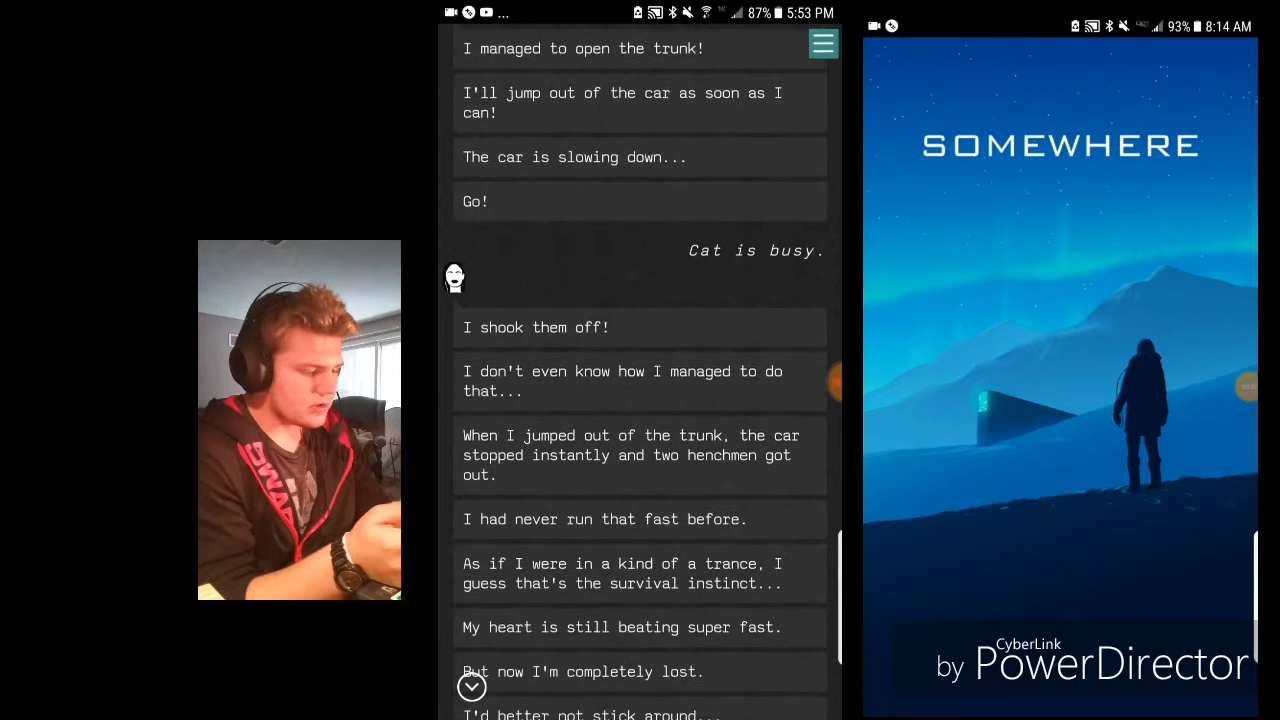 ... 87% 5:53 PM
I managed to open the trunk!
I'll jump out of the car as soon as I
can!
The car is slowing down...
Go!
Cat is busy.
I shook them off!
I don't even know how I managed to do
that...
When I jumped out of the trunk, the car
stopped instantly and two henchmen got
out.
I had never run that fast before.
As if I were in a kind of a trance, I
guess that's the survival instinct...
My heart is still beating super fast.
But now I'm completely lost.
I'd better not stick around...
93% 8:14 AM
SOMEWHERE
CyberLink
by PowerDirector